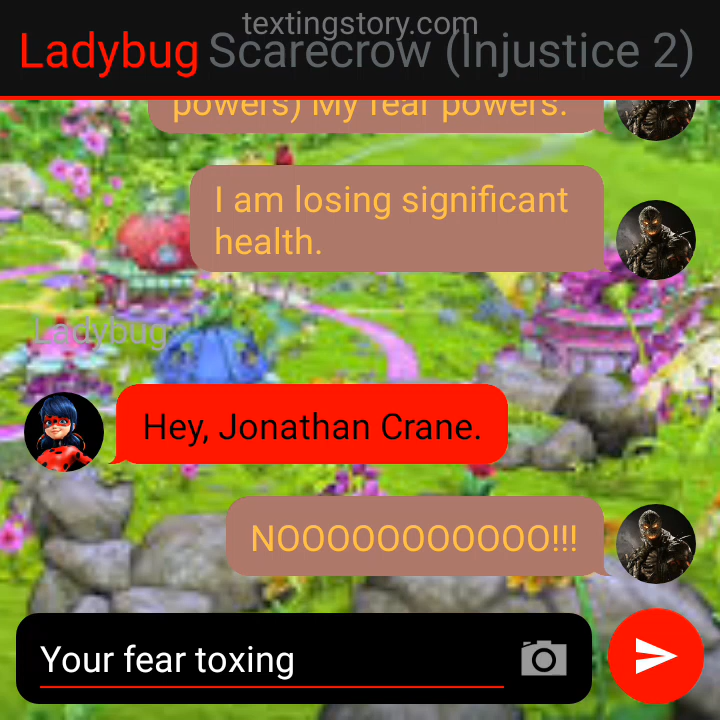 textingstory.com
Ladybug Scarecrow (Injustice 2)
powers) My fear powers.
I am losing significant
health.
Ladybug
Hey, Jonathan Crane.
NOOOOOOOOOOO!!!
Your fear toxing